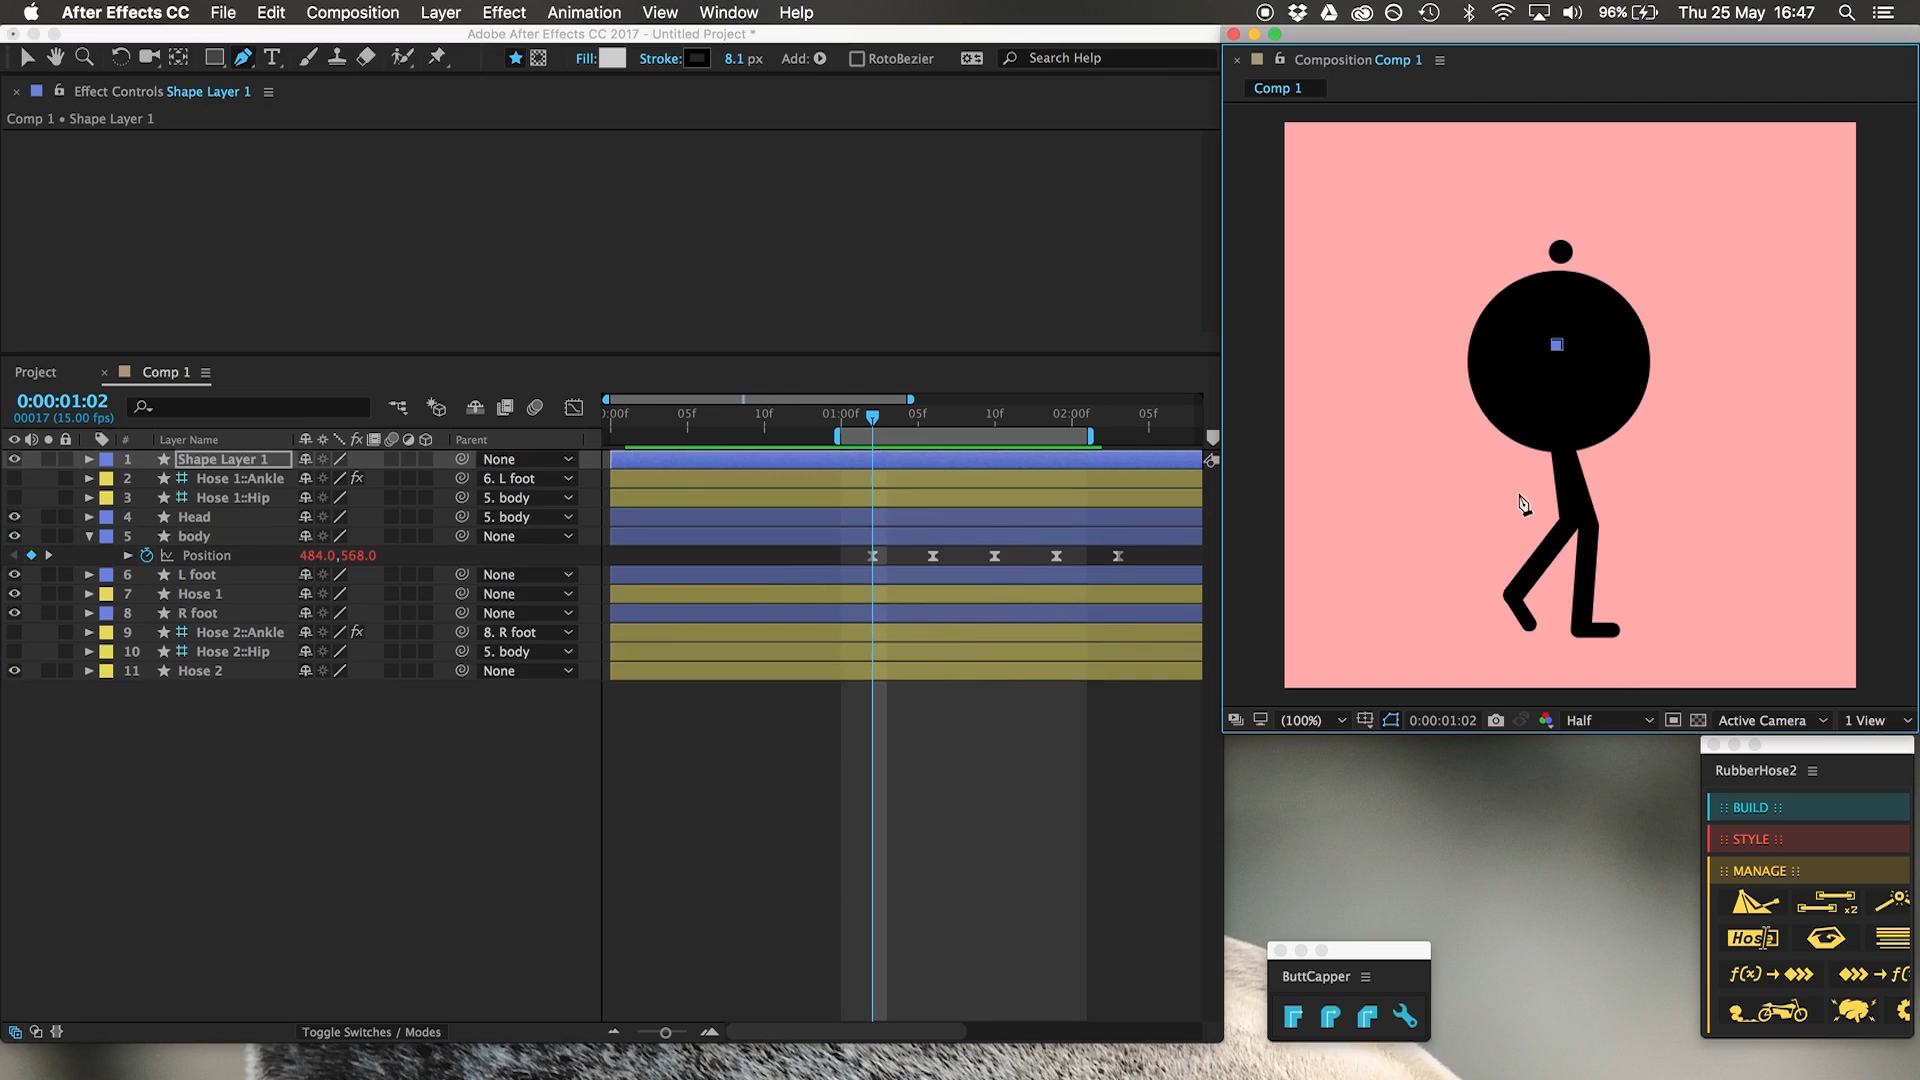 After Effects CC File Edit Composition Layer Effect Animation View Window Help 96% Thu 25 May 16:47
Adobe After Effects CC 2017 - Untitled Project *
Fill: Stroke: 8.1 px Add: RotoBezier Search Help
Effect Controls Shape Layer 1
Comp 1 • Shape Layer 1
Composition Comp 1
Comp 1
Project Comp 1
0:00:01:02
00017 (15.00 fps)
):00f 05f 10f 01:00f 05f 10f 02:00f 05f
# Layer Name fx Parent
1 Shape Layer 1 None
2 Hose 1::Ankle fx 6. L foot
3 Hose 1::Hip 5. body
4 Head 5. body
5 body None
Position 484.0,568.0
6 L foot None
7 Hose 1 None
8 R foot None
9 Hose 2::Ankle fx 8. R foot
10 Hose 2::Hip 5. body
11 Hose 2 None
Toggle Switches / Modes
(100%) 0:00:01:02 Half Active Camera 1 View
RubberHose2
:: BUILD ::
:: STYLE ::
:: MANAGE ::
x2
Hose
f(x)
ButtCapper